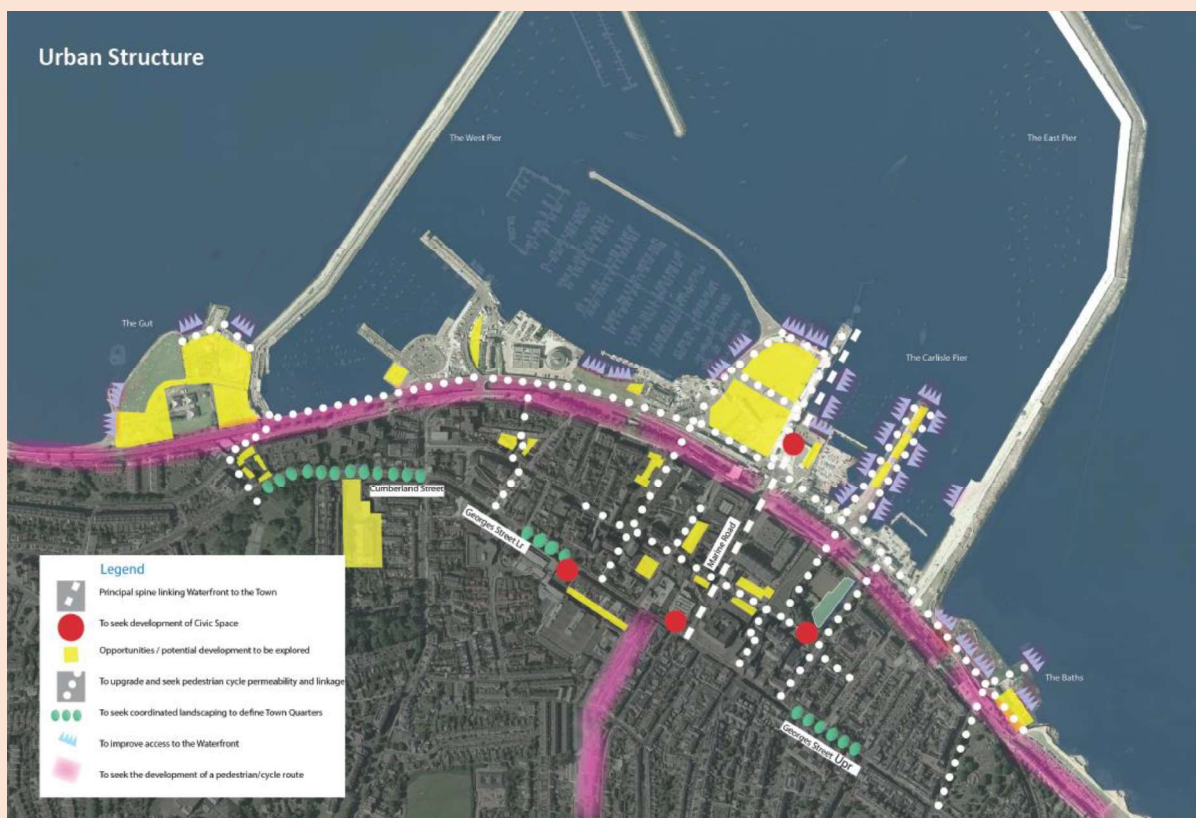 Urban Structure
The West Pier
The East Pier
The Gut
The Carlisle Pier
Cumberland Street
Georges Street Lr
Marine Road
The Baths
Georges Street Upr
Legend
Principal spine linking Waterfront to the Town
To seek development of Civic Space
Opportunities / potential development to be explored
To upgrade and seek pedestrian cycle permeability and linkage
To seek coordinated landscaping to define Town Quarters
To improve access to the Waterfront
To seek the development of a pedestrian/cycle route